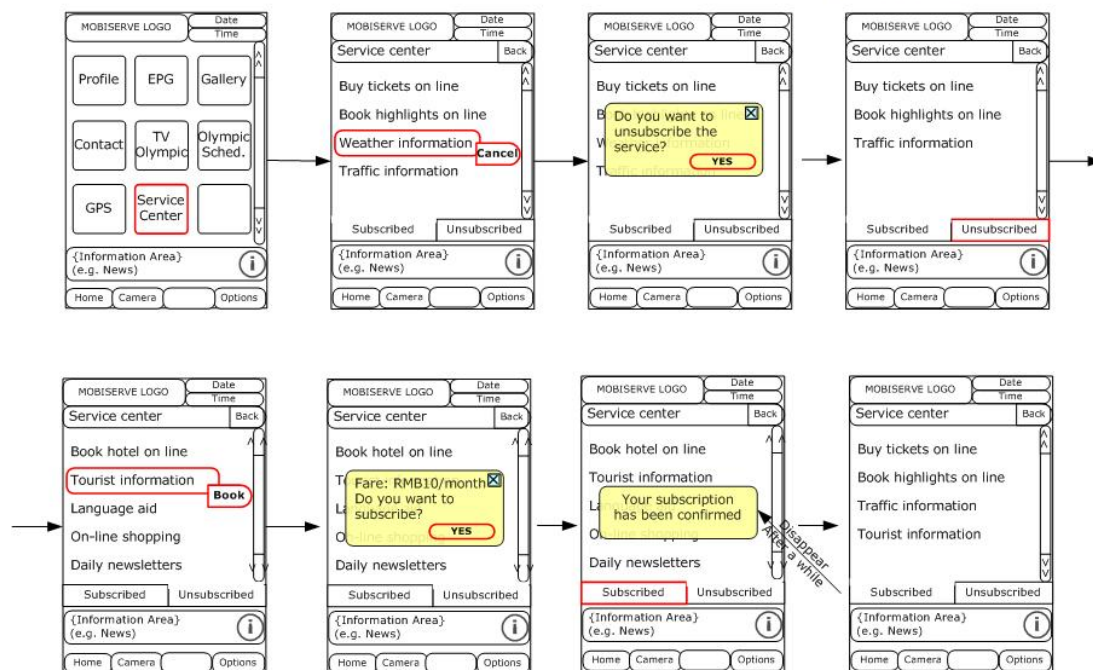 MOBISERVE LOGO
Date
Time
Profile
EPG
Gallery
Contact
TV
Olympic
Olympic
Sched.
GPS
Service
Center
{Information Area}
(e.g. News)
i
Home
Camera
Options
MOBISERVE LOGO
Date
Time
Service center
Back
Buy tickets on line
Book highlights on line
Weather information
Cancel
Traffic information
Subscribed
Unsubscribed
{Information Area}
(e.g. News)
i
Home
Camera
Options
MOBISERVE LOGO
Date
Time
Service center
Back
Buy tickets on line
Do you want to
unsubscribe the
service?
YES
Subscribed
Unsubscribed
{Information Area}
(e.g. News)
i
Home
Camera
Options
MOBISERVE LOGO
Date
Time
Service center
Back
Buy tickets on line
Book highlights on line
Traffic information
Subscribed
Unsubscribed
{Information Area}
(e.g. News)
i
Home
Camera
Options
MOBISERVE LOGO
Date
Time
Service center
Back
Book hotel on line
Tourist information
Book
Language aid
On-line shopping
Daily newsletters
Subscribed
Unsubscribed
{Information Area}
(e.g. News)
i
Home
Camera
Options
MOBISERVE LOGO
Date
Time
Service center
Back
Book hotel on line
Fare: RMB10/month
Do you want to
subscribe?
YES
On-line shopping
Daily newsletters
Subscribed
Unsubscribed
{Information Area}
(e.g. News)
i
Home
Camera
Options
MOBISERVE LOGO
Date
Time
Service center
Back
Book hotel on line
Tourist information
Your subscription
has been confirmed
On-line shopping
Daily newsletters
Disappear
After a while
Subscribed
Unsubscribed
{Information Area}
(e.g. News)
i
Home
Camera
Options
MOBISERVE LOGO
Date
Time
Service center
Back
Buy tickets on line
Book highlights on line
Traffic information
Tourist information
Subscribed
Unsubscribed
{Information Area}
(e.g. News)
i
Home
Camera
Options